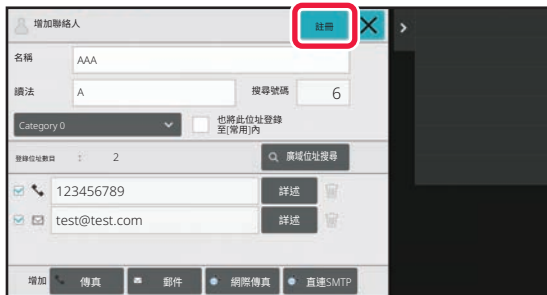 增加聯絡人
註冊
名稱
AAA
讀法
A
搜尋號碼
6
Category 0
也將此位址登錄
至[常用]內
登錄位址數目 : 2
廣域位址搜尋
123456789
詳述
test@test.com
詳述
增加
傳真
郵件
網際傳真
直連SMTP